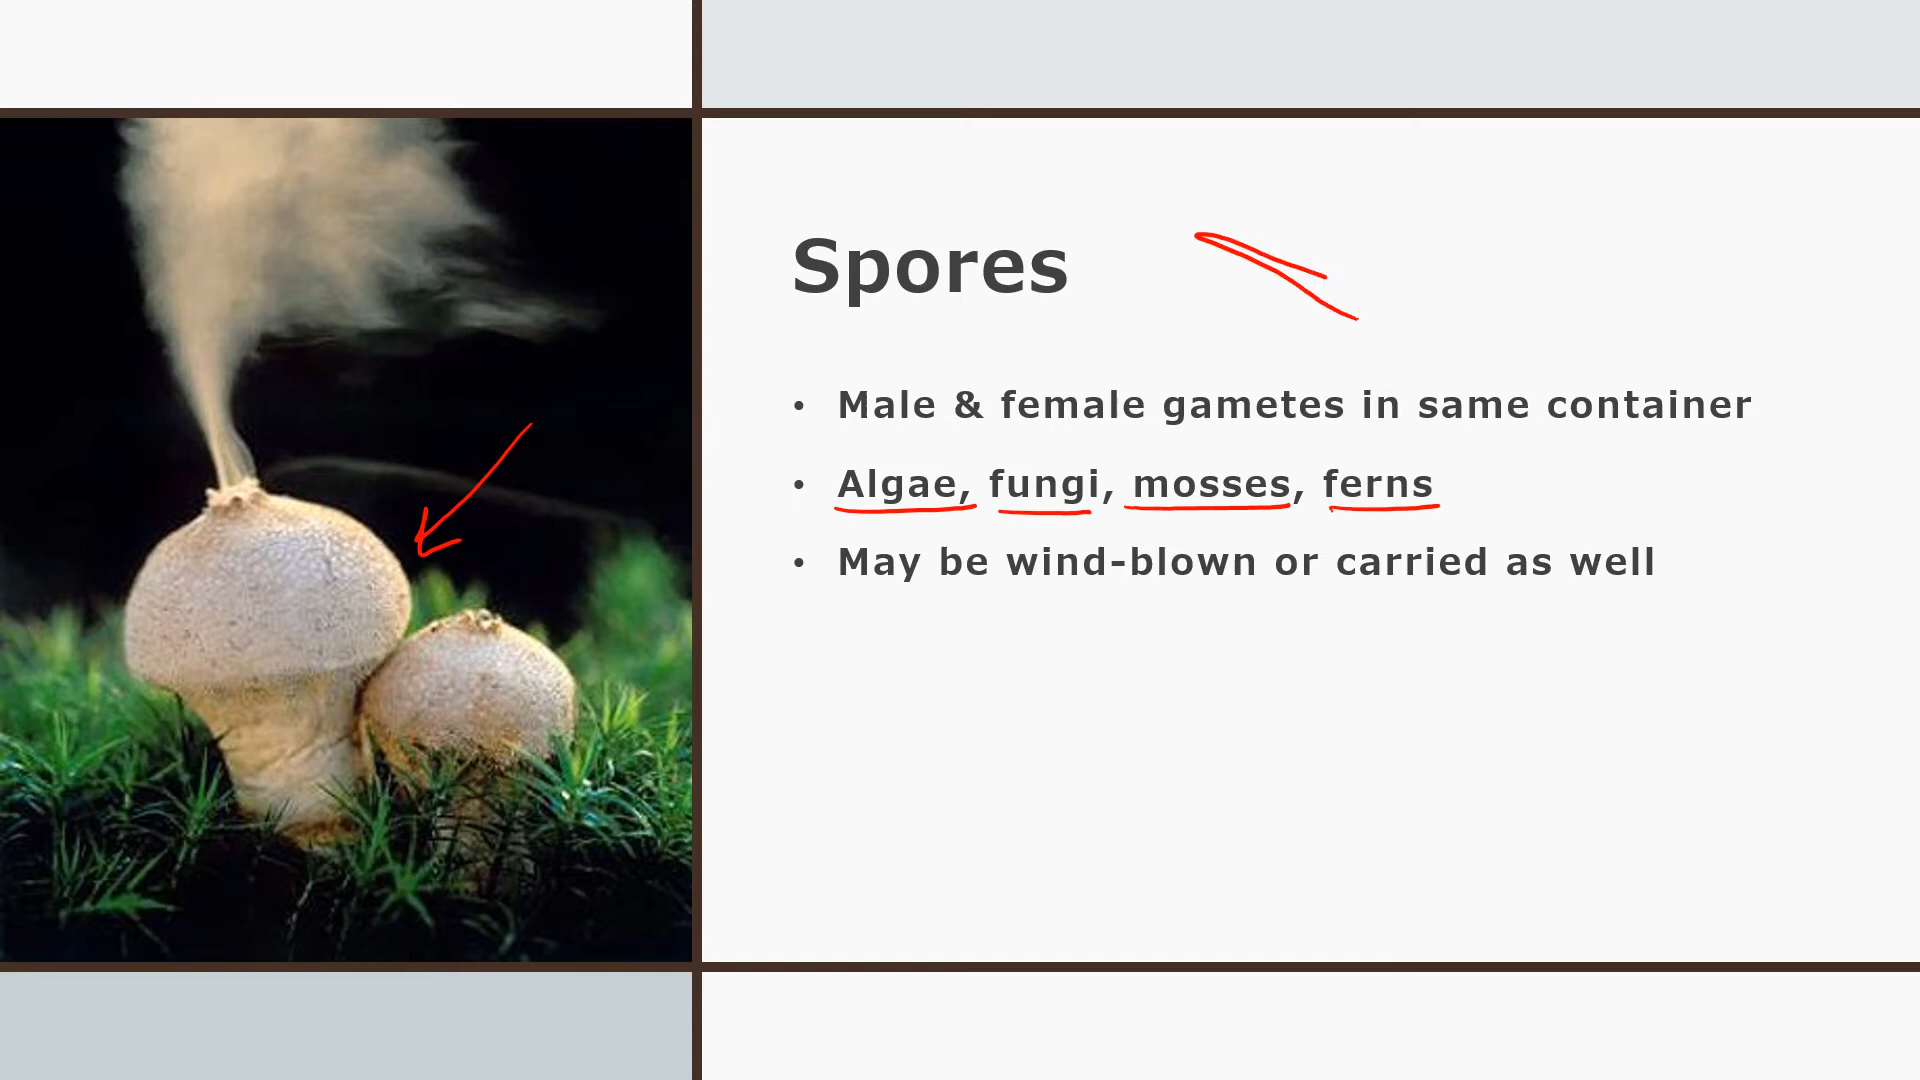 Spores
• Male & female gametes in same container
• Algae, fungi, mosses, ferns
• May be wind-blown or carried as well